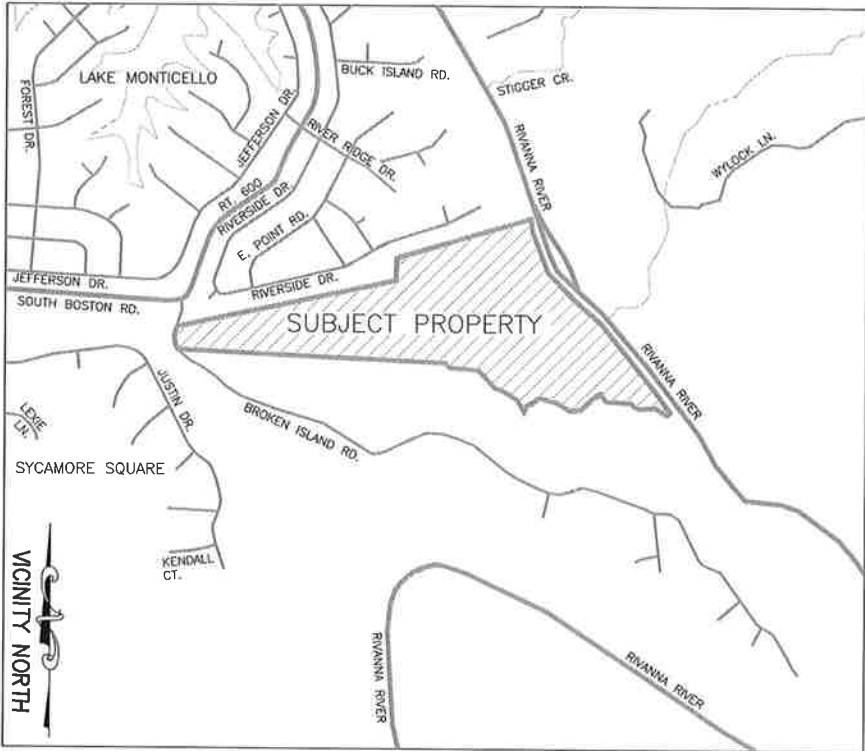 LAKE MONTICELLO
BUCK ISLAND RD.
STIGGER CR.
FOREST DR.
JEFFERSON DR.
RIVER RIDGE DR.
RIVANNA RIVER
WYLOCK LN.
RT. 600
RIVERSIDE DR.
E. POINT RD.
JEFFERSON DR.
RIVERSIDE DR.
SOUTH BOSTON RD.
SUBJECT PROPERTY
RIVANNA RIVER
JUSTIN DR.
LEXIE
LN.
BROKEN ISLAND RD.
SYCAMORE SQUARE
KENDALL
CT.
VICINITY NORTH
RIVANNA RIVER
RIVANNA RIVER